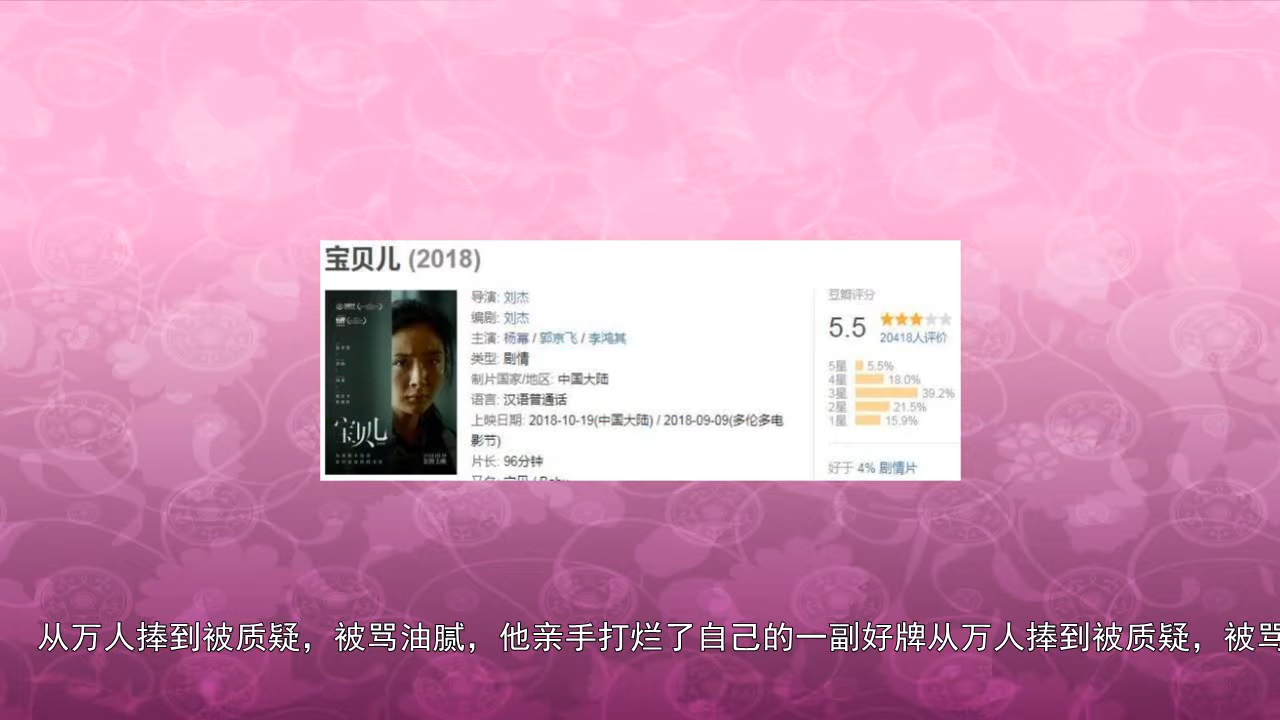 宝贝儿 (2018)
导演: 刘杰
编剧: 刘杰
主演: 杨幂 / 郭京飞 / 李鸿其
类型: 剧情
制片国家/地区: 中国大陆
语言: 汉语普通话
上映日期: 2018-10-19(中国大陆) / 2018-09-09(多伦多电
影节)
片长: 96分钟
豆瓣评分
5.5
20418人评价
5星 5.5%
4星 18.0%
3星 39.2%
2星 21.5%
1星 15.9%
好于 4% 剧情片
宝贝儿
从万人捧到被质疑，被骂油腻，他亲手打烂了自己的一副好牌从万人捧到被质疑，被骂